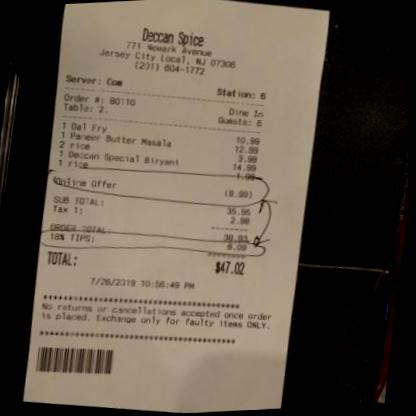 Deccan Spice
771 Newark Avenue
Jersey City Local, NJ 07306
(201) 604-1772
Server: Com Station: 6
Order #: 80110 Dine In
Table: 2. Guests: 6
1 Dal Fry 10.99
1 Paneer Butter Masala 12.99
2 rice 3.98
1 Deccan Special Biryani 14.99
1 rice 1.99
Online Offer (8.99)
SUB TOTAL: 35.95
Tax 1: 2.98
ORDER TOTAL: 38.93
18% TIPS: 8.09
TOTAL: $47.02
7/26/2019 10:56:49 PM
No returns or cancellations accepted once order
is placed. Exchange only for faulty items ONLY.